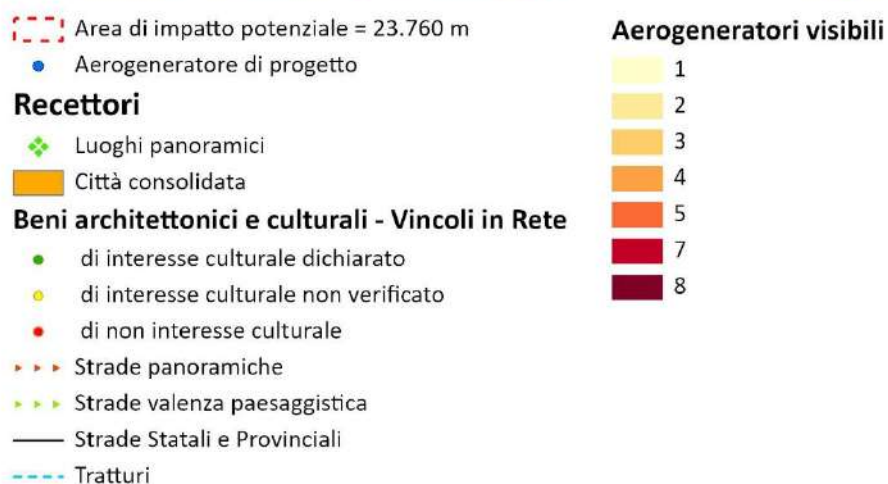 Area di impatto potenziale = 23.760 m
Aerogeneratore di progetto
Recettori
Luoghi panoramici
Città consolidata
Beni architettonici e culturali - Vincoli in Rete
di interesse culturale dichiarato
di interesse culturale non verificato
di non interesse culturale
Strade panoramiche
Strade valenza paesaggistica
Strade Statali e Provinciali
Tratturi
Aerogeneratori visibili
1
2
3
4
5
7
8